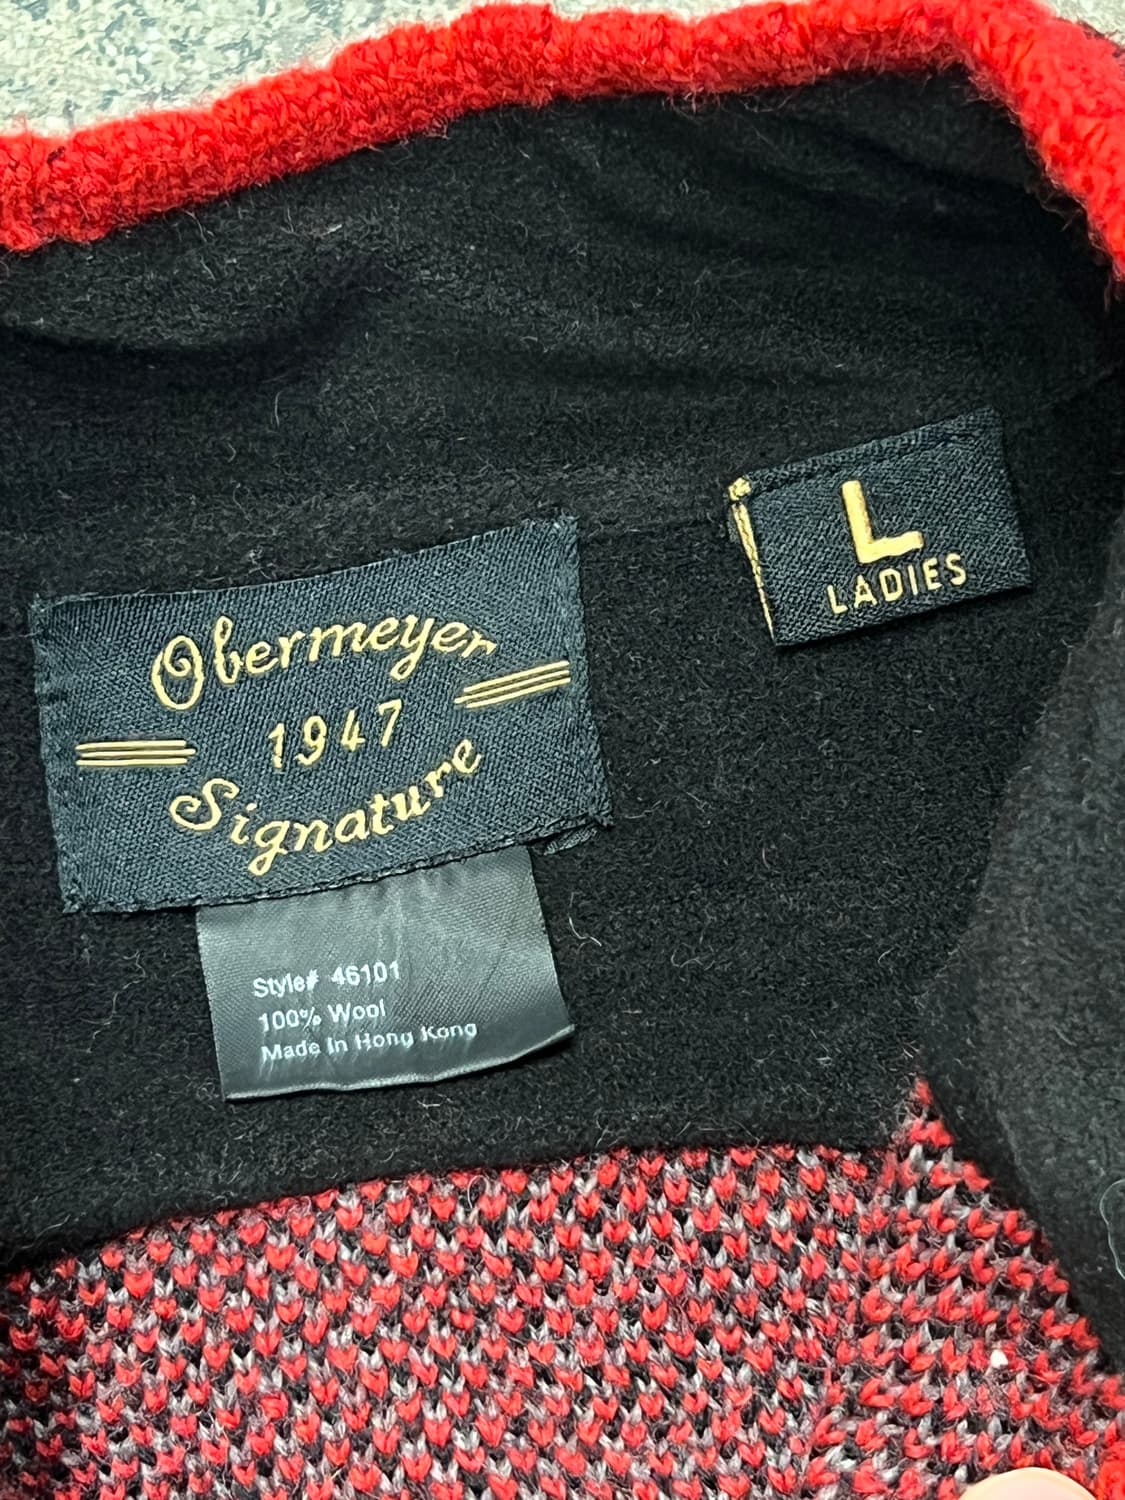 Obermeyer
1947
Signature
L
LADIES
Style# 46101
100% Wool
Made In Hong Kong